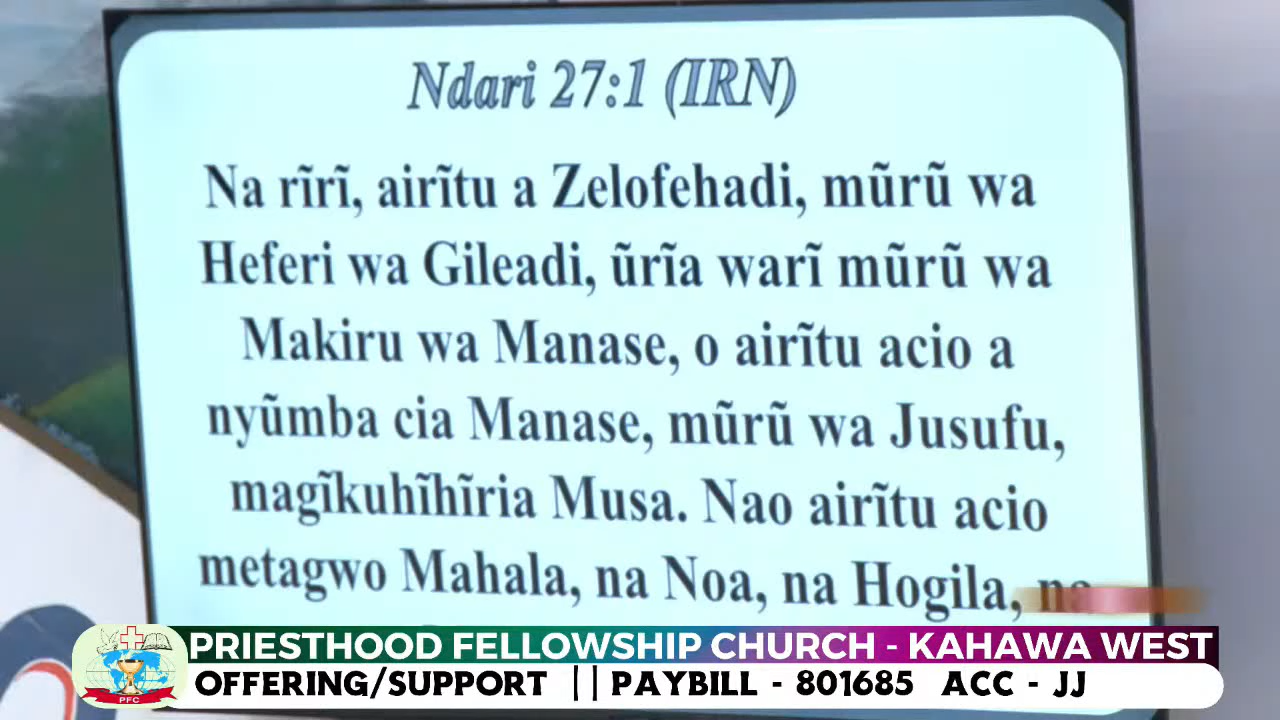 Ndari 27:1 (IRN)
Na rĩrĩ, airĩtu a Zelofehadi, mũrũ wa
Heferi wa Gileadi, ũrĩa warĩ mũrũ wa
Makiru wa Manase, o airĩtu acio a
nyũmba cia Manase, mũrũ wa Jusufu,
magĩkuhĩhĩria Musa. Nao airĩtu acio
metagwo Mahala, na Noa, na Hogila, na
PRIESTHOOD FELLOWSHIP CHURCH - KAHAWA WEST
OFFERING/SUPPORT || PAYBILL - 801685 ACC - JJ
PFC